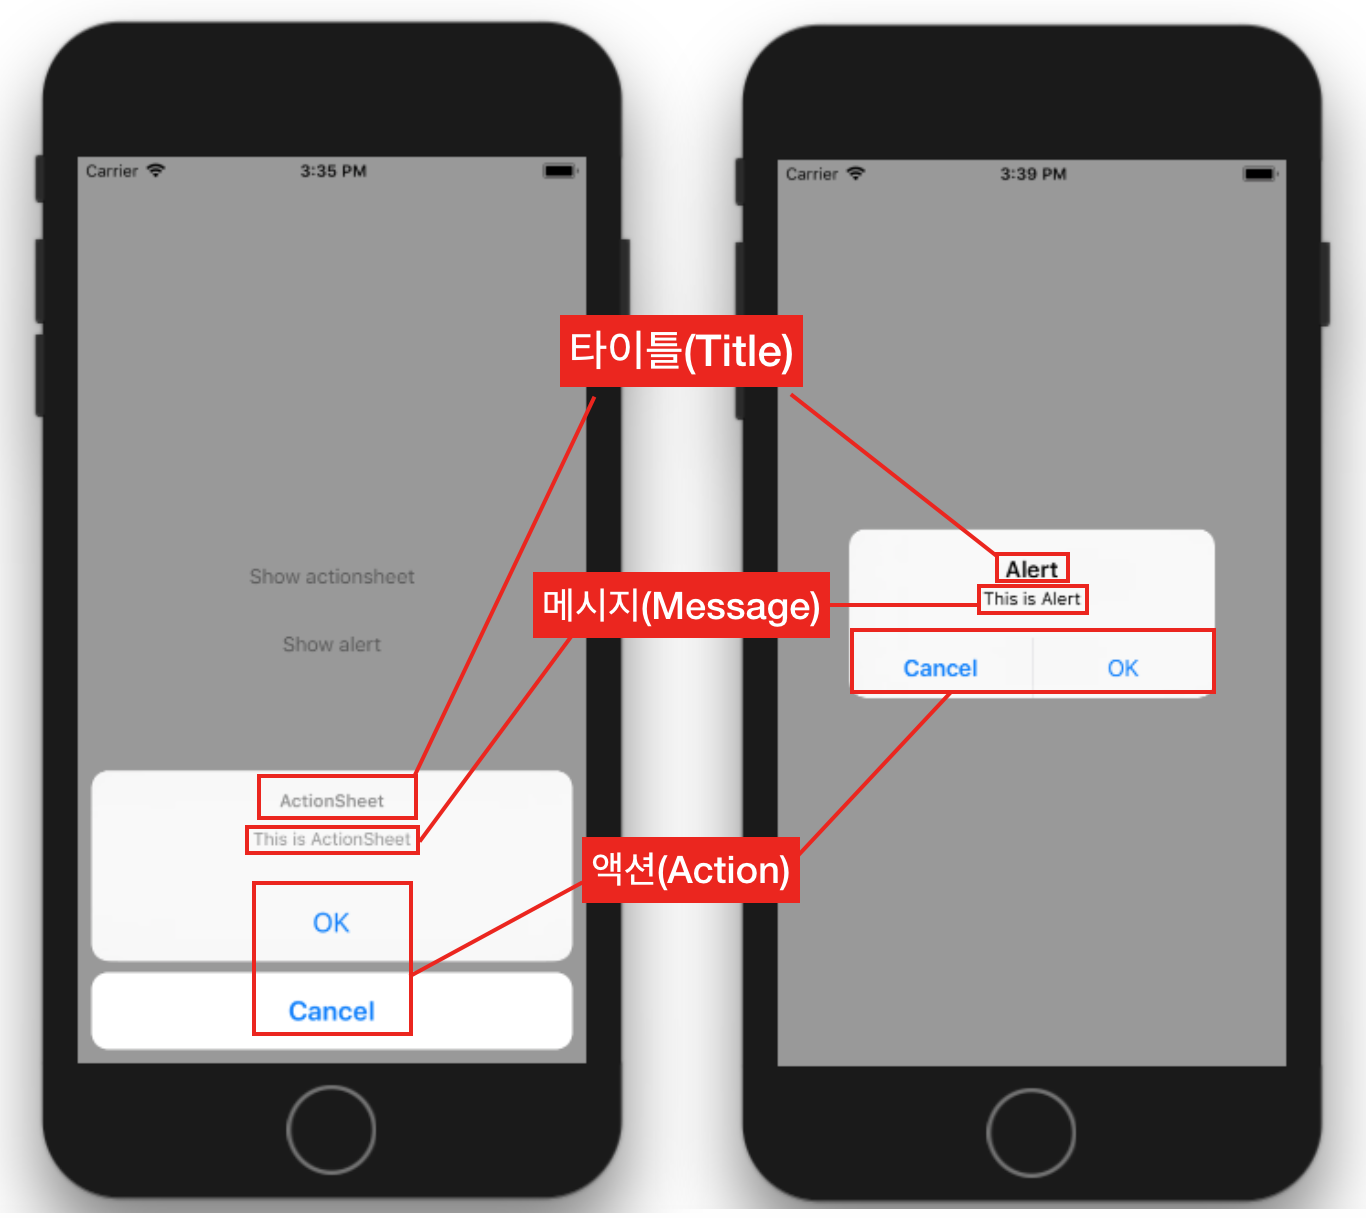 Carrier 3:35 PM
Carrier 3:39 PM
타이틀(Title)
메시지(Message)
액션(Action)
Show actionsheet
Show alert
ActionSheet
This is ActionSheet
OK
Cancel
Alert
This is Alert
Cancel OK